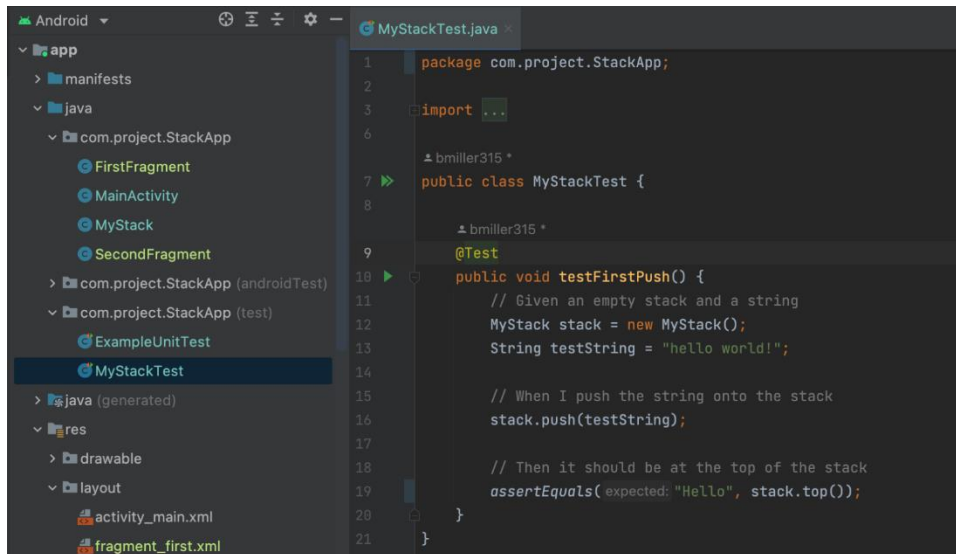 Android
app
manifests
java
com.project.StackApp
FirstFragment
MainActivity
MyStack
SecondFragment
com.project.StackApp (androidTest)
com.project.StackApp (test)
ExampleUnitTest
MyStackTest
java (generated)
res
drawable
layout
activity_main.xml
fragment_first.xml
MyStackTest.java
1 package com.project.StackApp;
2
3 import ...
6
bmiller315 *
7 public class MyStackTest {
8
bmiller315 *
9 @Test
10 public void testFirstPush() {
11 // Given an empty stack and a string
12 MyStack stack = new MyStack();
13 String testString = "hello world!";
14
15 // When I push the string onto the stack
16 stack.push(testString);
17
18 // Then it should be at the top of the stack
19 assertEquals( expected: "Hello", stack.top());
20 }
21 }